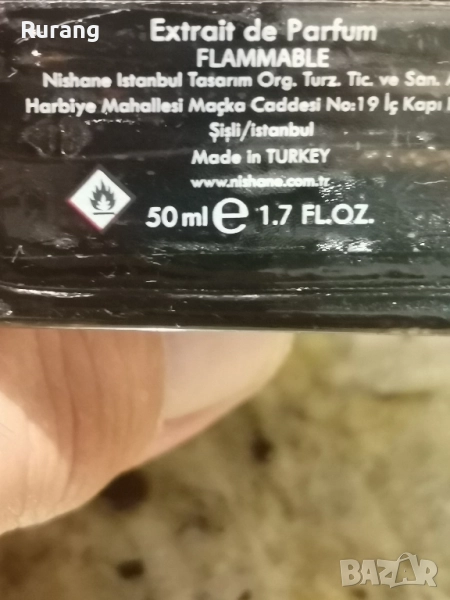 Rurang
Extrait de Parfum
FLAMMABLE
Nishane Istanbul Tasarım Org. Turz. Tic. ve San. A
Harbiye Mahallesi Maçka Caddesi No:19 İç Kapı
Şişli/istanbul
Made in TURKEY
www.nishane.com.tr
50 ml e 1.7 FL.OZ.
BAZAR